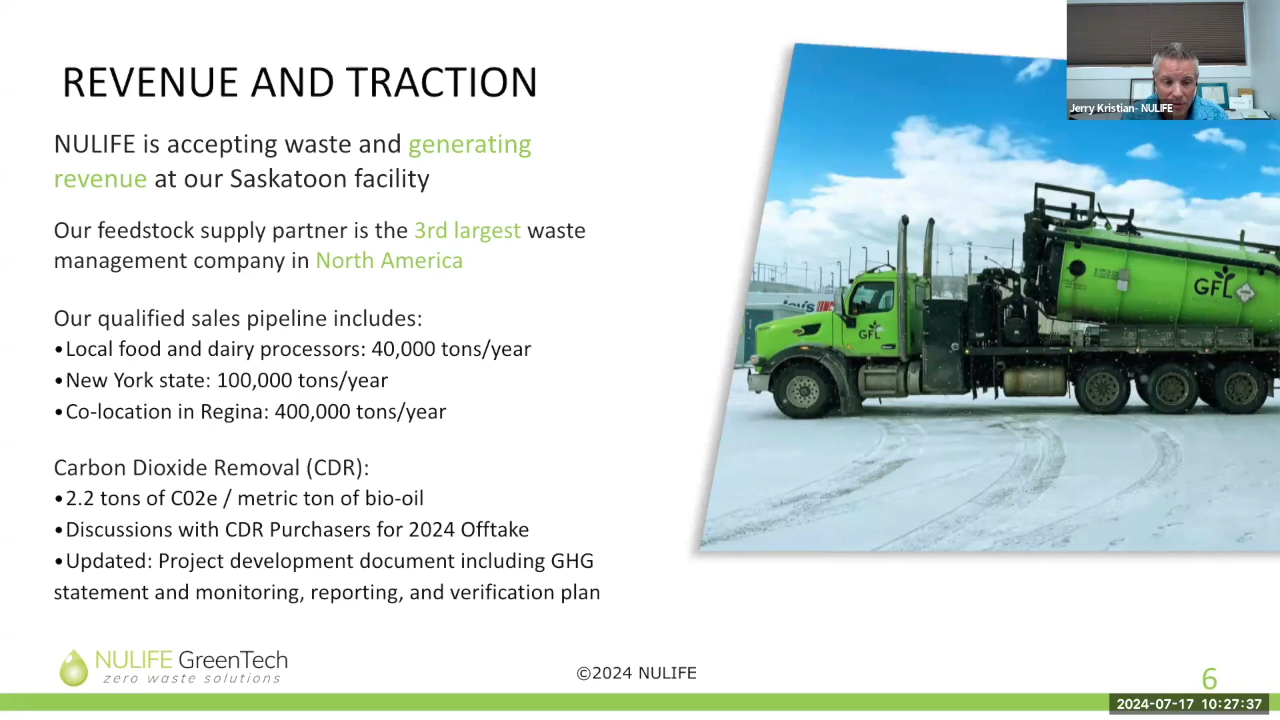 REVENUE AND TRACTION
NULIFE is accepting waste and generating
revenue at our Saskatoon facility
Our feedstock supply partner is the 3rd largest waste
management company in North America
Our qualified sales pipeline includes:
•Local food and dairy processors: 40,000 tons/year
•New York state: 100,000 tons/year
•Co-location in Regina: 400,000 tons/year
Carbon Dioxide Removal (CDR):
•2.2 tons of C02e / metric ton of bio-oil
•Discussions with CDR Purchasers for 2024 Offtake
•Updated: Project development document including GHG
statement and monitoring, reporting, and verification plan
Jerry Kristian- NULIFE
GFL
GFL
NULIFE GreenTech
zero waste solutions
©2024 NULIFE
6
2024-07-17 10:27:37